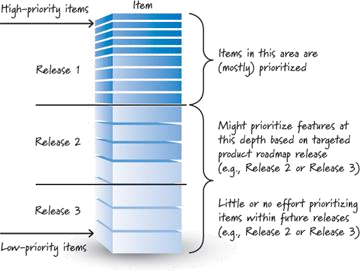 High-priority items
Item
Release 1
Items in this area are
(mostly) prioritized
Release 2
Might prioritize features at
this depth based on targeted
product roadmap release
(e.g., Release 2 or Release 3)
Release 3
Little or no effort prioritizing
items within future releases
(e.g., Release 2 or Release 3)
Low-priority items